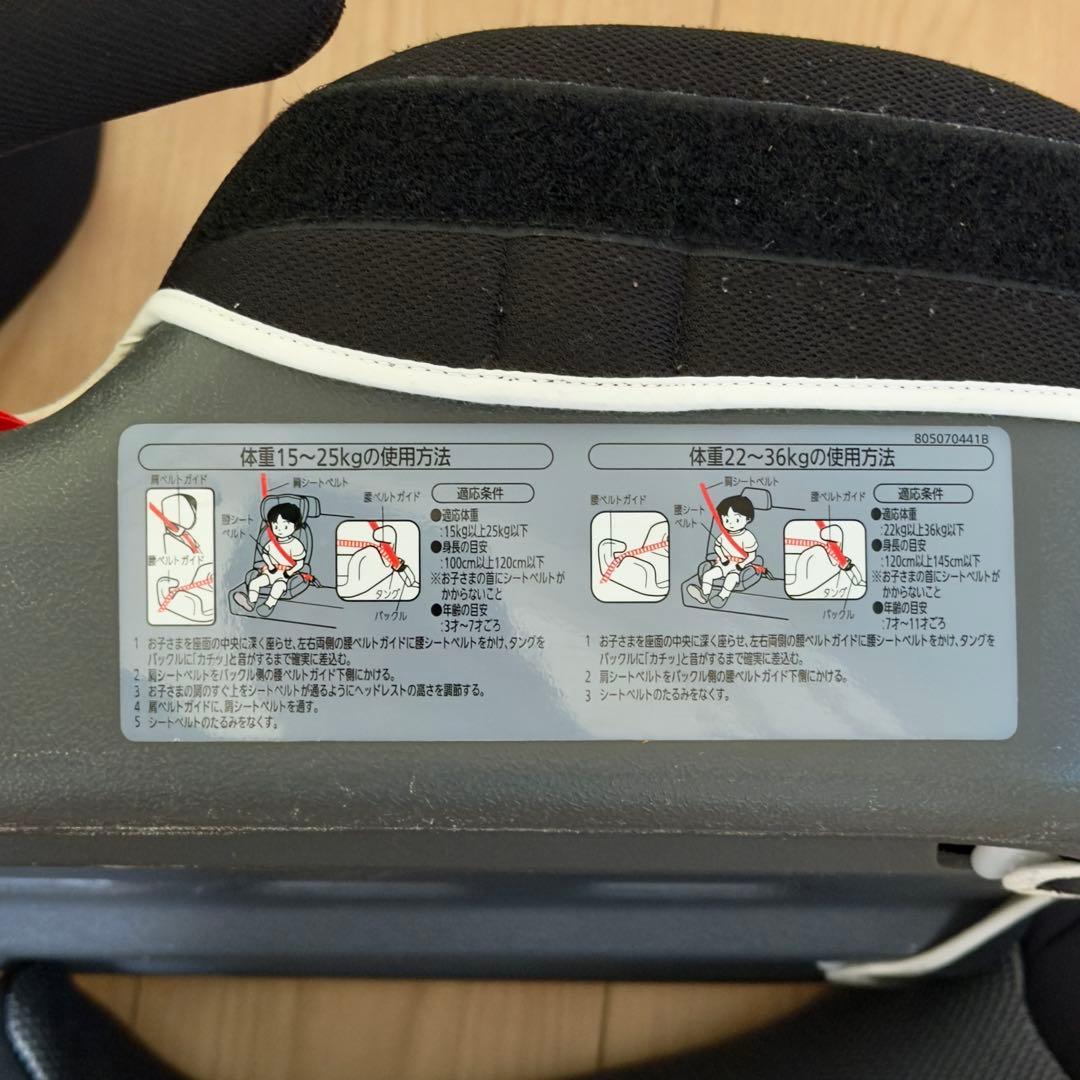 805070441B
体重15〜25kgの使用方法
肩ベルトガイド
腰ベルトガイド
肩シートベルト
腰シート
ベルト
腰ベルトガイド
タング
バックル
適応条件
●適応体重
:15kg以上25kg以下
●身長の目安
:100cm以上120cm以下
※お子さまの首にシートベルトが
かからないこと
●年齢の目安
:3才〜7才ごろ
1 お子さまを座面の中央に深く座らせ、左右両側の腰ベルトガイドに腰シートベルトをかけ、タングを
バックルに「カチッ」と音がするまで確実に差込む。
2 肩シートベルトをバックル側の腰ベルトガイド下側にかける。
3 お子さまの肩のすぐ上をシートベルトが通るようにヘッドレストの高さを調節する。
4 肩ベルトガイドに、肩シートベルトを通す。
5 シートベルトのたるみをなくす。
体重22〜36kgの使用方法
腰ベルトガイド
肩シートベルト
腰シート
ベルト
腰ベルトガイド
タング
バックル
適応条件
●適応体重
:22kg以上36kg以下
●身長の目安
:120cm以上145cm以下
※お子さまの首にシートベルトが
かからないこと
●年齢の目安
:7才〜11才ごろ
1 お子さまを座面の中央に深く座らせ、左右両側の腰ベルトガイドに腰シートベルトをかけ、タングを
バックルに「カチッ」と音がするまで確実に差込む。
2 肩シートベルトをバックル側の腰ベルトガイド下側にかける。
3 シートベルトのたるみをなくす。